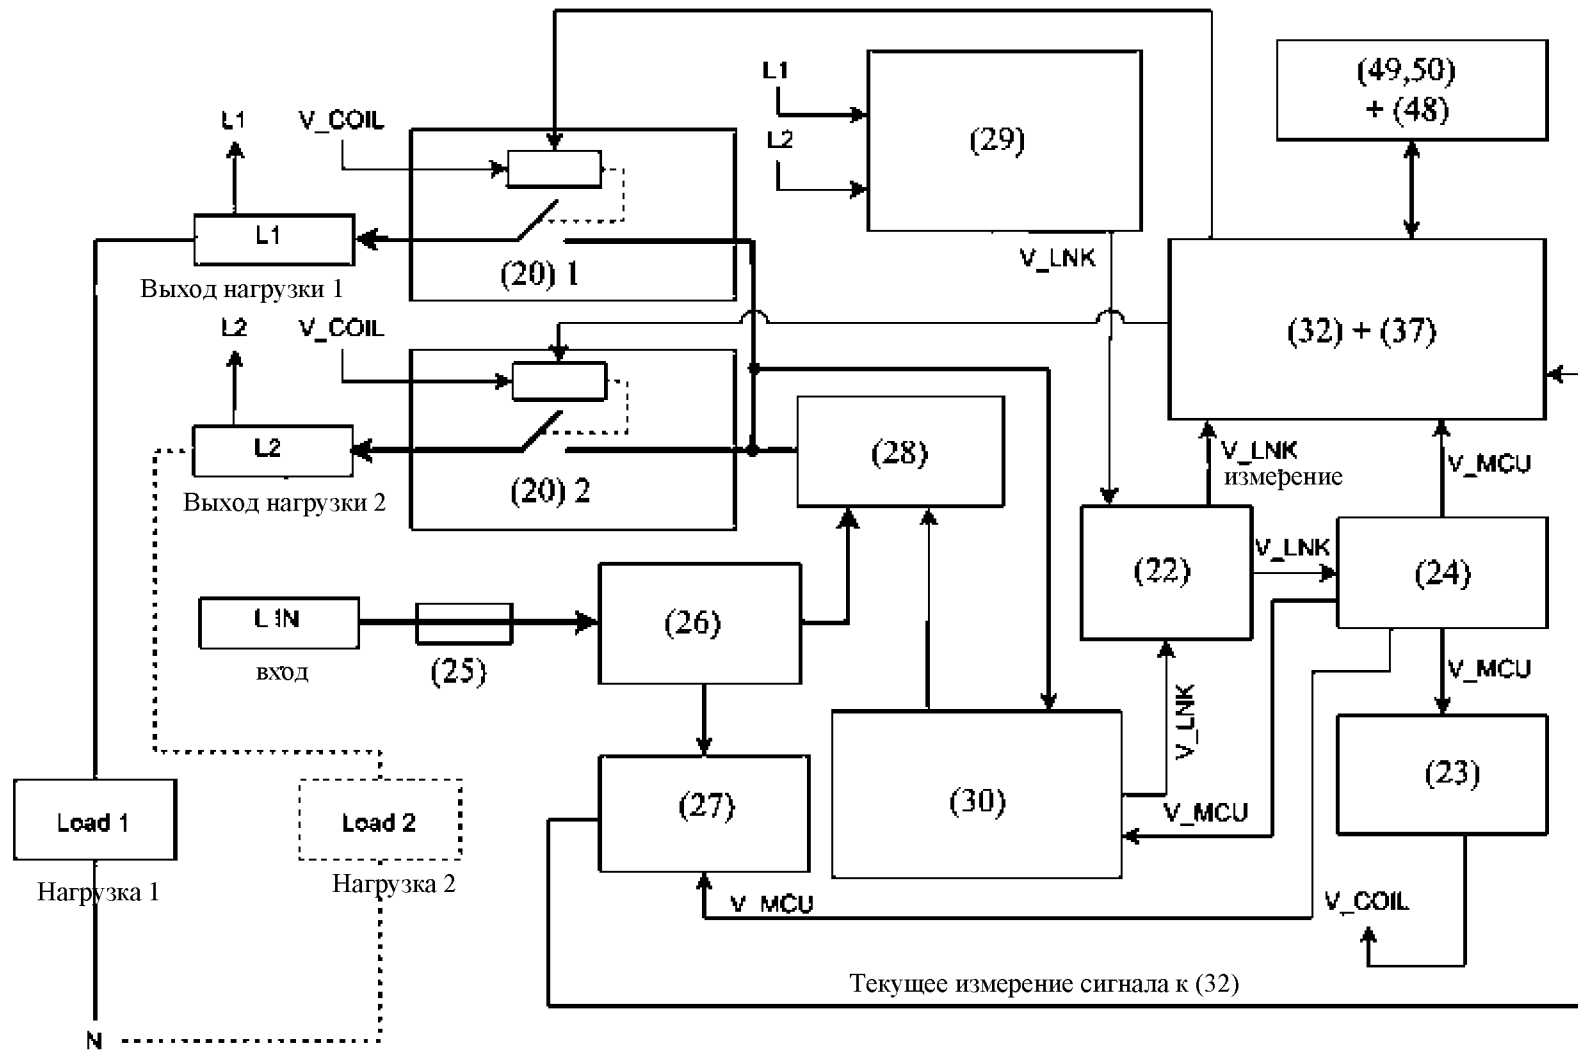 (49,50)
+ (48)
L1
(29)
L2
L1
V_COIL
L1
(20) 1
Выход нагрузки 1
V_LNK
(32) + (37)
L2
V_COIL
L2
(20) 2
Выход нагрузки 2
(28)
V_LNK
измерение
V_MCU
(22)
V_LNK
(24)
L IN
вход
(25)
(26)
V_LNK
V_MCU
(23)
(27)
(30)
V_MCU
Load 1
Нагрузка 1
Load 2
Нагрузка 2
V_MCU
V_COIL
Текущее измерение сигнала к (32)
N